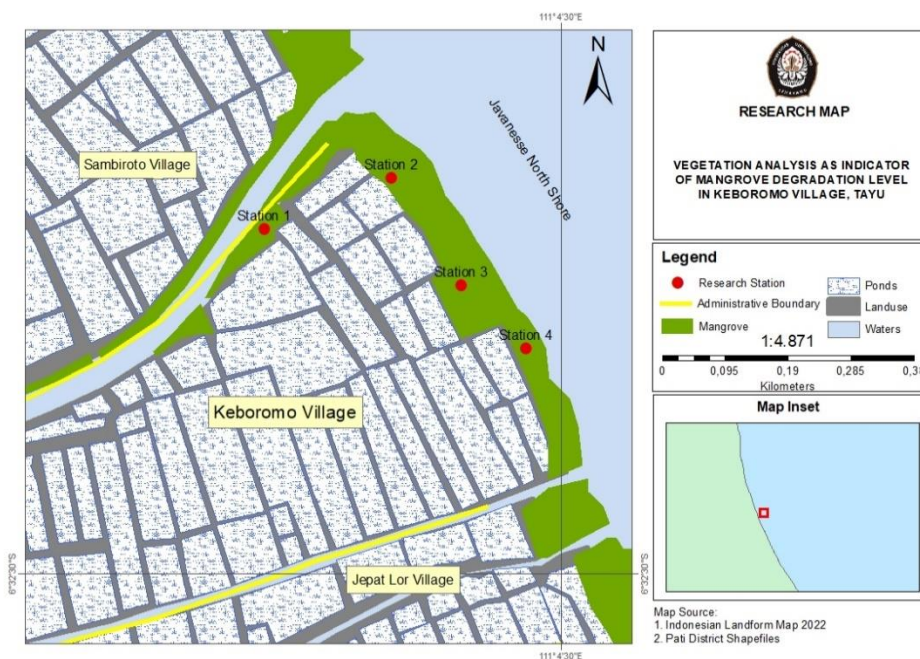 111°4'30"E
N
Javanesse North Shore
Sambiroto Village
Station 2
Station 1
Station 3
Station 4
Keboromo Village
Jepat Lor Village
6°32'30"S
6°32'30"S
111°4'30"E
RESEARCH MAP
VEGETATION ANALYSIS AS INDICATOR
OF MANGROVE DEGRADATION LEVEL
IN KEBOROMO VILLAGE, TAYU
Legend
Research Station
Administrative Boundary
Mangrove
Ponds
Landuse
Waters
1:4.871
0 0,095 0,19 0,285 0,38
Kilometers
Map Inset
Map Source:
1. Indonesian Landform Map 2022
2. Pati District Shapefiles